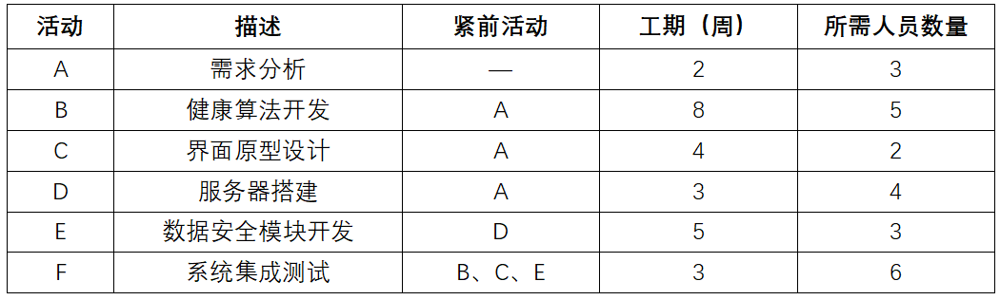 活动 描述 紧前活动 工期（周） 所需人员数量
A 需求分析 — 2 3
B 健康算法开发 A 8 5
C 界面原型设计 A 4 2
D 服务器搭建 A 3 4
E 数据安全模块开发 D 5 3
F 系统集成测试 B、C、E 3 6